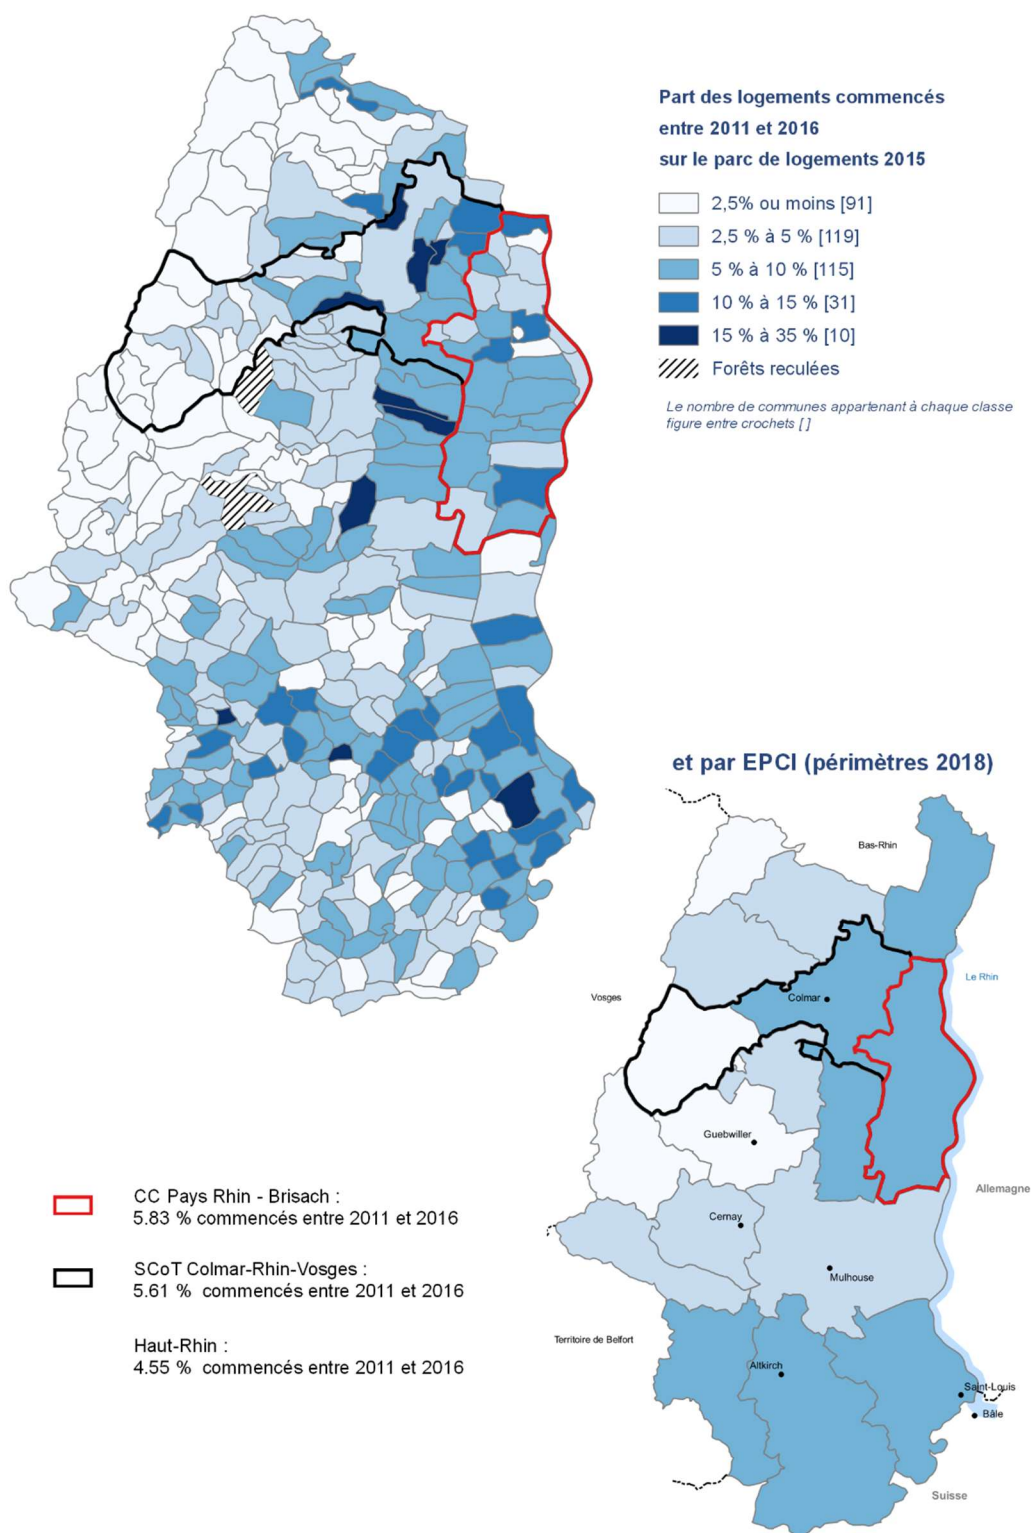 Part des logements commencés
entre 2011 et 2016
sur le parc de logements 2015
2,5% ou moins [91]
2,5 % à 5 % [119]
5 % à 10 % [115]
10 % à 15 % [31]
15 % à 35 % [10]
Forêts reculées
Le nombre de communes appartenant à chaque classe
figure entre crochets [ ]
et par EPCI (périmètres 2018)
Bas-Rhin
Le Rhin
Vosges
Colmar
Guebwiller
Allemagne
Cernay
Mulhouse
Territoire de Belfort
Altkirch
Saint-Louis
Bâle
Suisse
CC Pays Rhin - Brisach :
5.83 % commencés entre 2011 et 2016
SCoT Colmar-Rhin-Vosges :
5.61 % commencés entre 2011 et 2016
Haut-Rhin :
4.55 % commencés entre 2011 et 2016